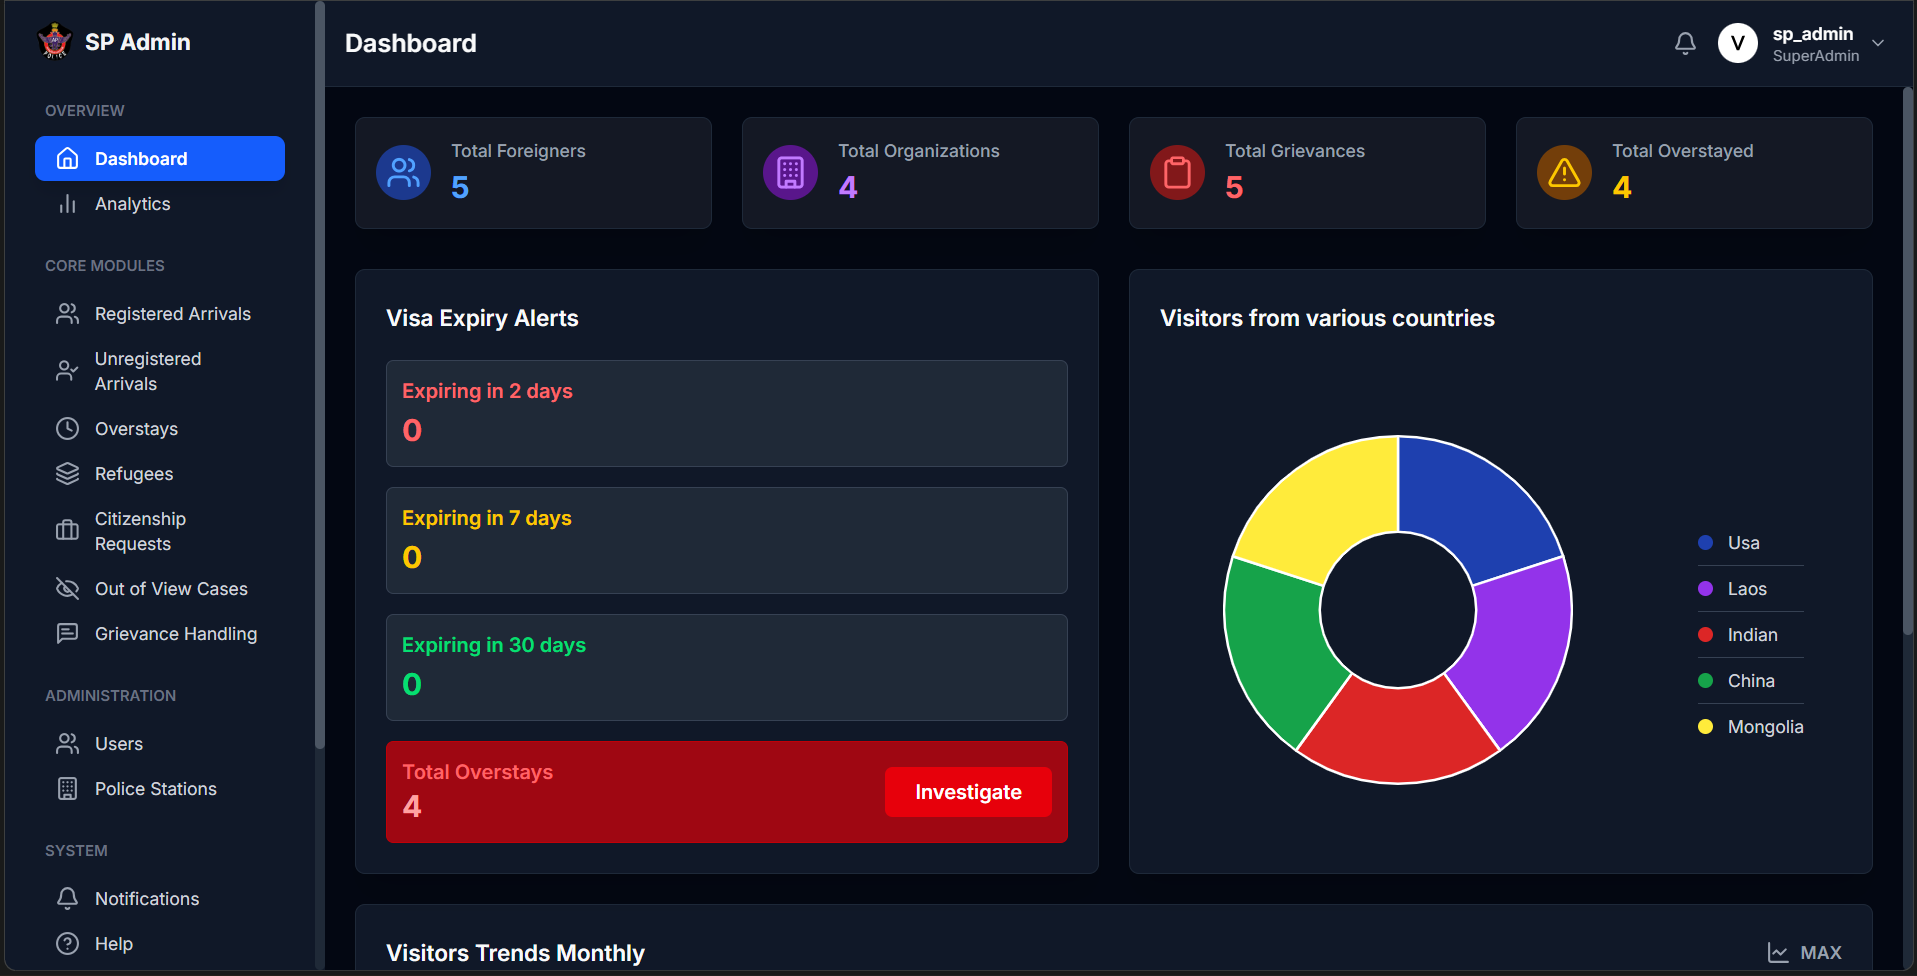 SP Admin
OVERVIEW
Dashboard
Analytics
CORE MODULES
Registered Arrivals
Unregistered
Arrivals
Overstays
Refugees
Citizenship
Requests
Out of View Cases
Grievance Handling
ADMINISTRATION
Users
Police Stations
SYSTEM
Notifications
Help
Dashboard
V
sp_admin
SuperAdmin
Total Foreigners
5
Total Organizations
4
Total Grievances
5
Total Overstayed
4
Visa Expiry Alerts
Expiring in 2 days
0
Expiring in 7 days
0
Expiring in 30 days
0
Total Overstays
4
Investigate
Visitors from various countries
Usa
Laos
Indian
China
Mongolia
Visitors Trends Monthly
MAX